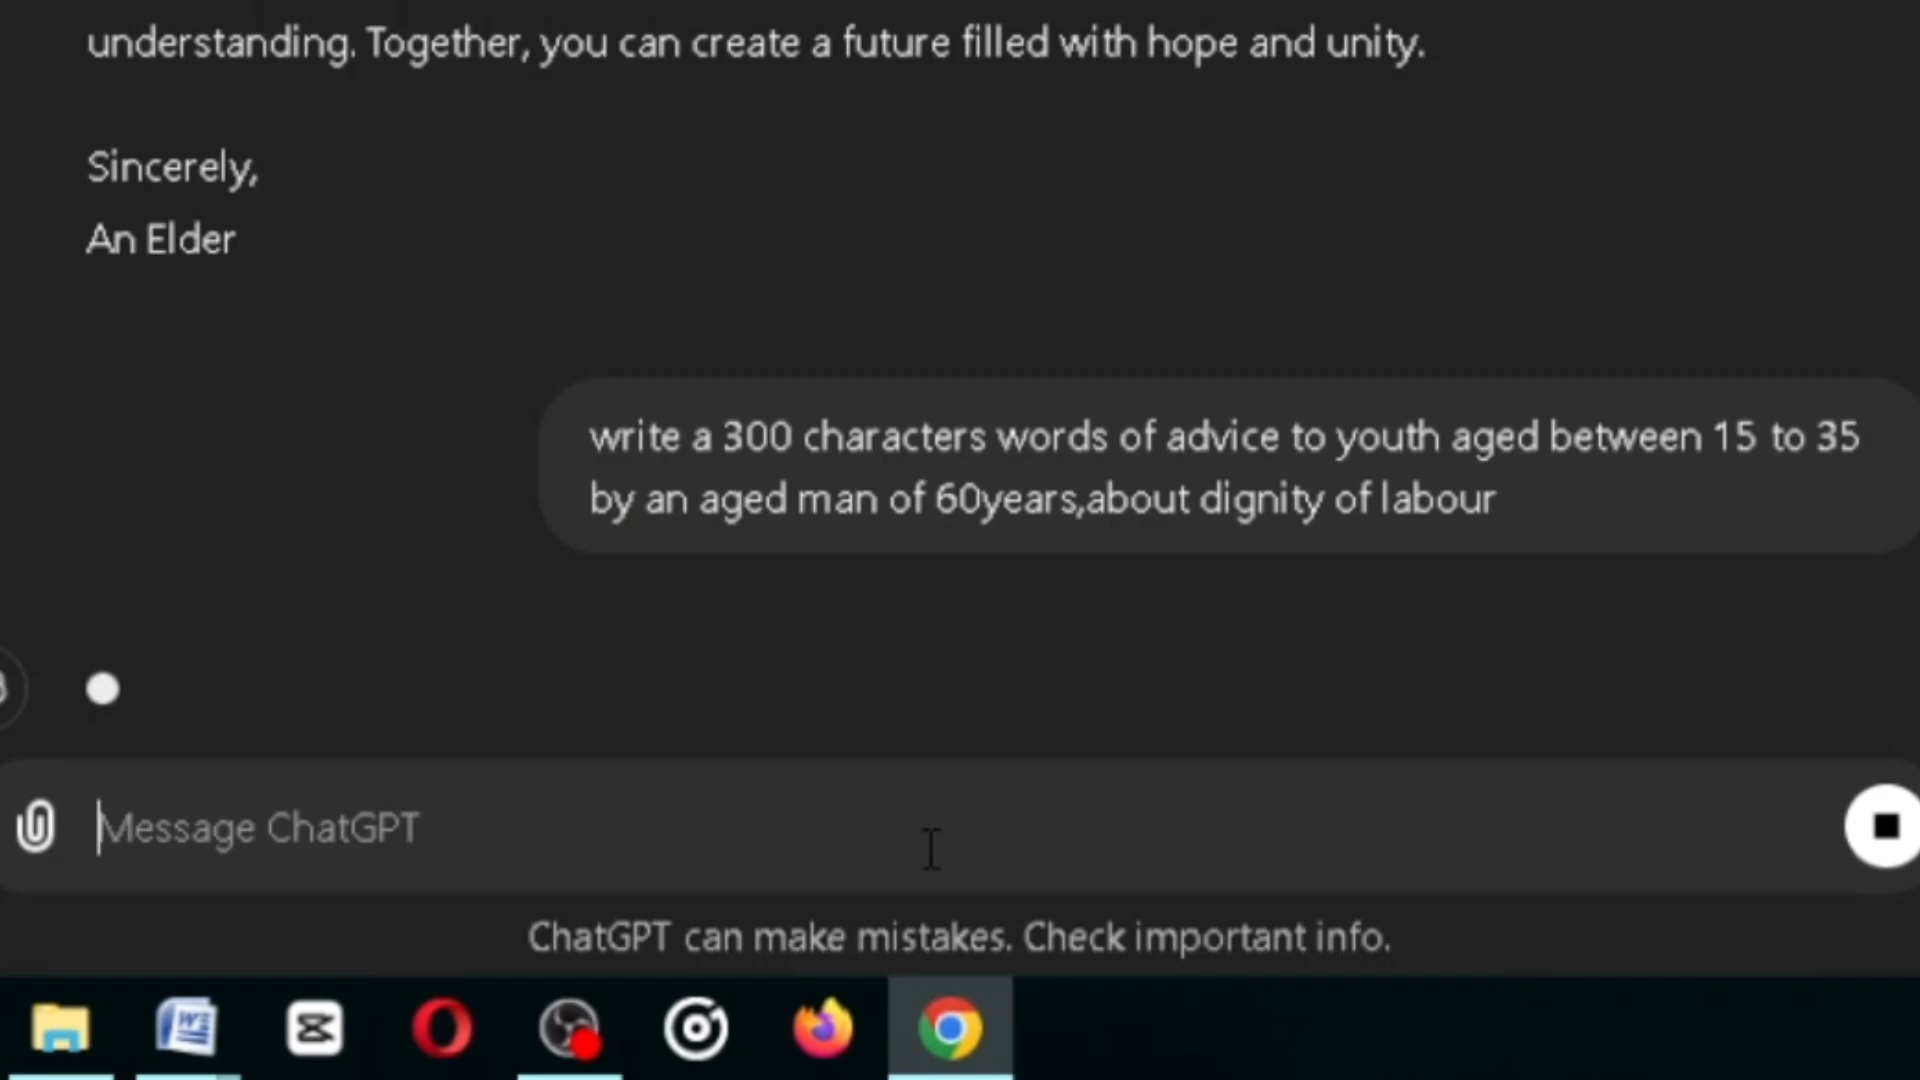 understanding. Together, you can create a future filled with hope and unity.
Sincerely,
An Elder
write a 300 characters words of advice to youth aged between 15 to 35
by an aged man of 60years,about dignity of labour
Message ChatGPT
ChatGPT can make mistakes. Check important info.